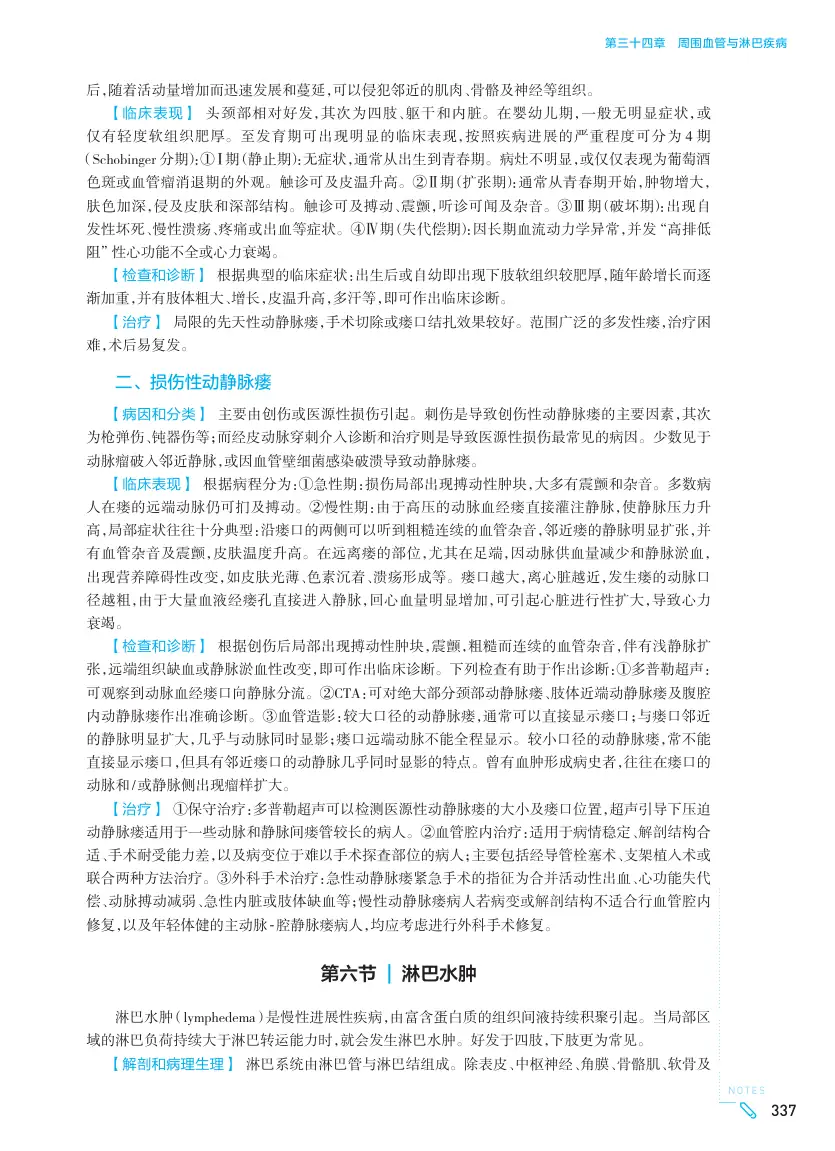 第三十四章 周围血管与淋巴疾病
后,随着活动量增加而迅速发展和蔓延,可以侵犯邻近的肌肉、骨骼及神经等组织。
【临床表现】 头颈部相对好发,其次为四肢、躯干和内脏。在婴幼儿期,一般无明显症状,或
仅有轻度软组织肥厚。至发育期可出现明显的临床表现,按照疾病进展的严重程度可分为 4 期
(Schobinger 分期):①Ⅰ期(静止期):无症状,通常从出生到青春期。病灶不明显,或仅仅表现为葡萄酒
色斑或血管瘤消退期的外观。触诊可及皮温升高。②Ⅱ期(扩张期):通常从青春期开始,肿物增大,
肤色加深,侵及皮肤和深部结构。触诊可及搏动、震颤,听诊可闻及杂音。③Ⅲ期(破坏期):出现自
发性坏死、慢性溃疡、疼痛或出血等症状。④Ⅳ期(失代偿期):因长期血流动力学异常,并发“高排低
阻”性心功能不全或心力衰竭。
【检查和诊断】 根据典型的临床症状:出生后或自幼即出现下肢软组织较肥厚,随年龄增长而逐
渐加重,并有肢体粗大、增长,皮温升高,多汗等,即可作出临床诊断。
【治疗】 局限的先天性动静脉瘘,手术切除或瘘口结扎效果较好。范围广泛的多发性瘘,治疗困
难,术后易复发。
二、损伤性动静脉瘘
【病因和分类】 主要由创伤或医源性损伤引起。刺伤是导致创伤性动静脉瘘的主要因素,其次
为枪弹伤、钝器伤等;而经皮动脉穿刺介入诊断和治疗则是导致医源性损伤最常见的病因。少数见于
动脉瘤破入邻近静脉,或因血管壁细菌感染破溃导致动静脉瘘。
【临床表现】 根据病程分为:①急性期:损伤局部出现搏动性肿块,大多有震颤和杂音。多数病
人在瘘的远端动脉仍可扪及搏动。②慢性期:由于高压的动脉血经瘘直接灌注静脉,使静脉压力升
高,局部症状往往十分典型:沿瘘口的两侧可以听到粗糙连续的血管杂音,邻近瘘的静脉明显扩张,并
有血管杂音及震颤,皮肤温度升高。在远离瘘的部位,尤其在足端,因动脉供血量减少和静脉淤血,
出现营养障碍性改变,如皮肤光薄、色素沉着、溃疡形成等。瘘口越大,离心脏越近,发生瘘的动脉口
径越粗,由于大量血液经瘘孔直接进入静脉,回心血量明显增加,可引起心脏进行性扩大,导致心力
衰竭。
【检查和诊断】 根据创伤后局部出现搏动性肿块,震颤,粗糙而连续的血管杂音,伴有浅静脉扩
张,远端组织缺血或静脉淤血性改变,即可作出临床诊断。下列检查有助于作出诊断:①多普勒超声:
可观察到动脉血经瘘口向静脉分流。②CTA:可对绝大部分颈部动静脉瘘、肢体近端动静脉瘘及腹腔
内动静脉瘘作出准确诊断。③血管造影:较大口径的动静脉瘘,通常可以直接显示瘘口;与瘘口邻近
的静脉明显扩大,几乎与动脉同时显影;瘘口远端动脉不能全程显示。较小口径的动静脉瘘,常不能
直接显示瘘口,但具有邻近瘘口的动静脉几乎同时显影的特点。曾有血肿形成病史者,往往在瘘口的
动脉和/或静脉侧出现瘤样扩大。
【治疗】 ①保守治疗:多普勒超声可以检测医源性动静脉瘘的大小及瘘口位置,超声引导下压迫
动静脉瘘适用于一些动脉和静脉间瘘管较长的病人。②血管腔内治疗:适用于病情稳定、解剖结构合
适、手术耐受能力差,以及病变位于难以手术探查部位的病人;主要包括经导管栓塞术、支架植入术或
联合两种方法治疗。③外科手术治疗:急性动静脉瘘紧急手术的指征为合并活动性出血、心功能失代
偿、动脉搏动减弱、急性内脏或肢体缺血等;慢性动静脉瘘病人若病变或解剖结构不适合行血管腔内
修复,以及年轻体健的主动脉-腔静脉瘘病人,均应考虑进行外科手术修复。
第六节 | 淋巴水肿
淋巴水肿(lymphedema)是慢性进展性疾病,由富含蛋白质的组织间液持续积聚引起。当局部区
域的淋巴负荷持续大于淋巴转运能力时,就会发生淋巴水肿。好发于四肢,下肢更为常见。
【解剖和病理生理】 淋巴系统由淋巴管与淋巴结组成。除表皮、中枢神经、角膜、骨骼肌、软骨及
NOTES
337